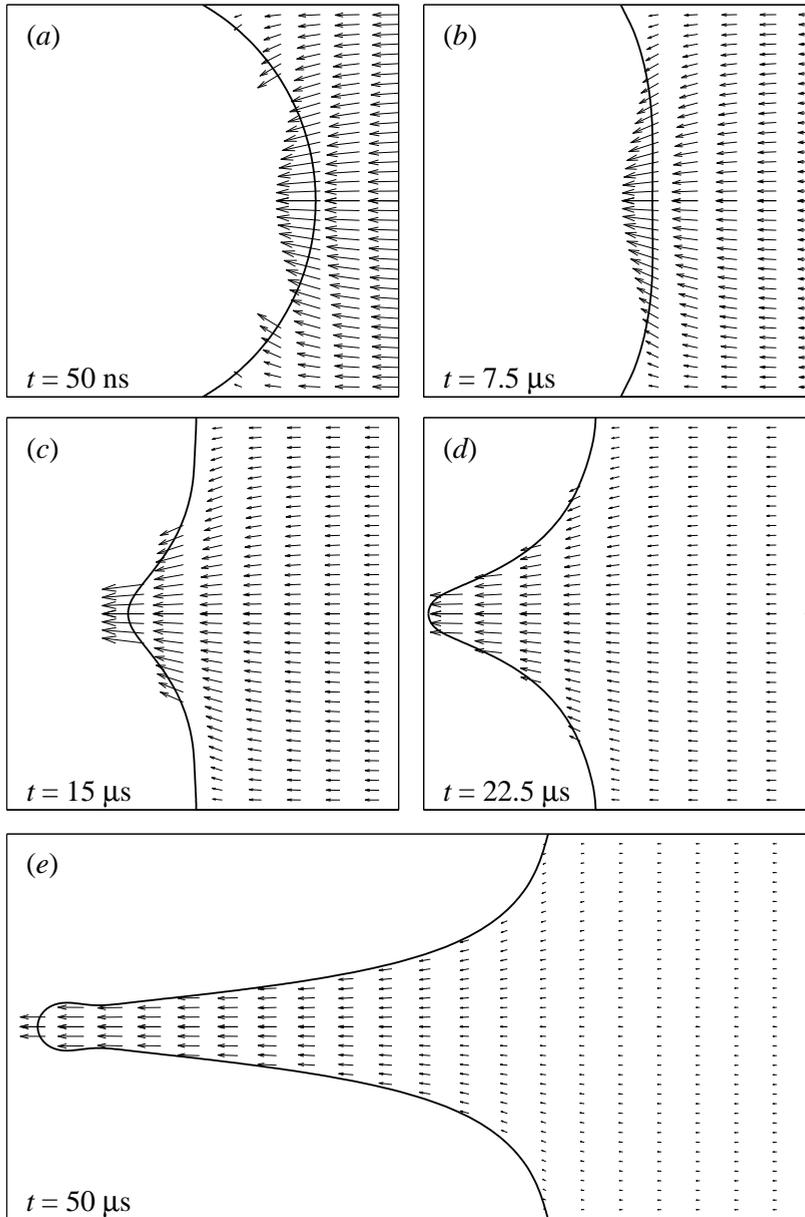 (a)
t = 50 ns
(b)
t = 7.5 μs
(c)
t = 15 μs
(d)
t = 22.5 μs
(e)
t = 50 μs